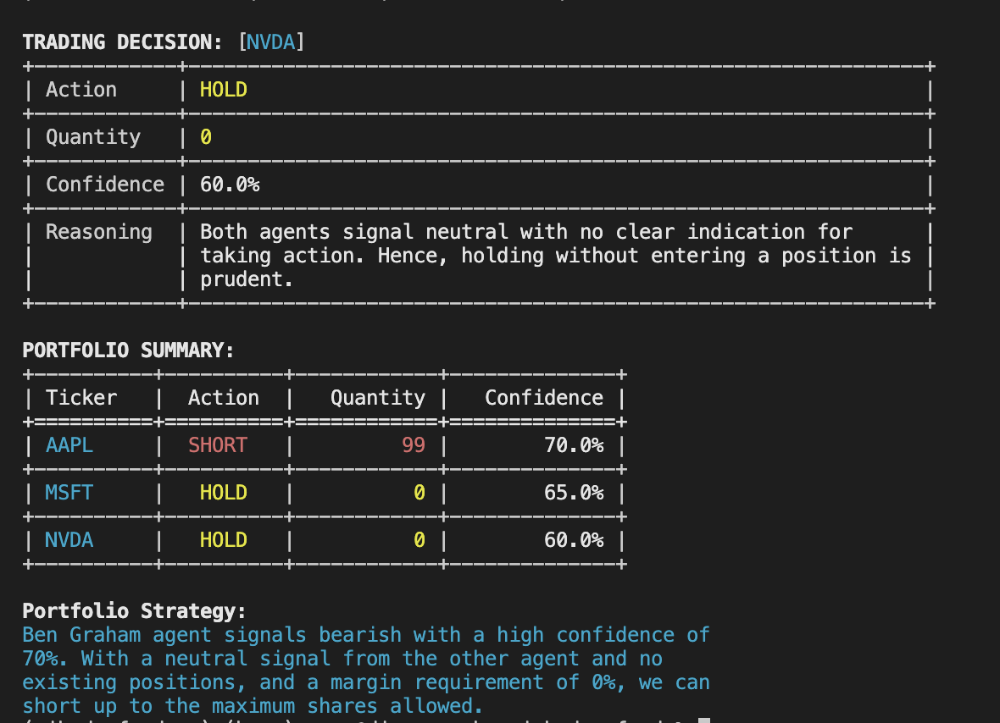 TRADING DECISION: [NVDA]
Action HOLD
Quantity 0
Confidence 60.0%
Reasoning Both agents signal neutral with no clear indication for
taking action. Hence, holding without entering a position is
prudent.
PORTFOLIO SUMMARY:
Ticker Action Quantity Confidence
AAPL SHORT 99 70.0%
MSFT HOLD 0 65.0%
NVDA HOLD 0 60.0%
Portfolio Strategy:
Ben Graham agent signals bearish with a high confidence of
70%. With a neutral signal from the other agent and no
existing positions, and a margin requirement of 0%, we can
short up to the maximum shares allowed.